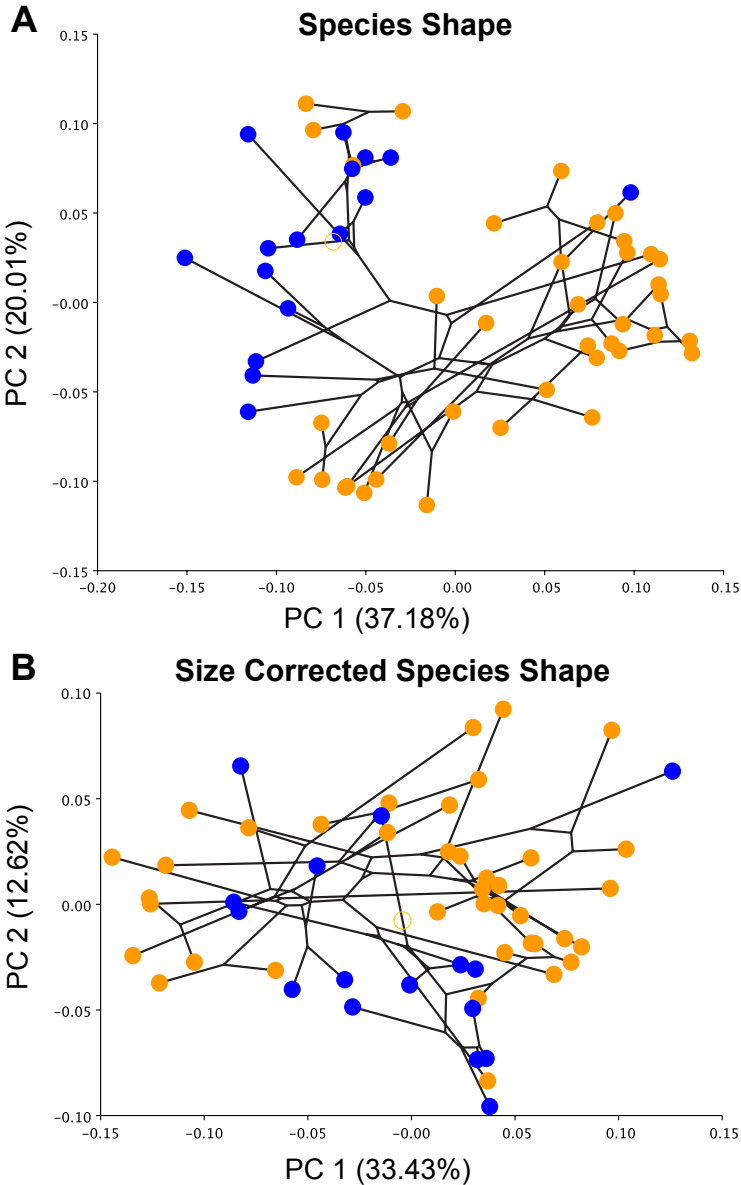 A
Species Shape
0.15
0.10
0.05
−0.00
−0.05
−0.10
−0.15
PC 2 (20.01%)
−0.20 −0.15 −0.10 −0.05 0.00 0.05 0.10 0.15
PC 1 (37.18%)
B
Size Corrected Species Shape
0.10
0.05
0.00
−0.05
−0.10
PC 2 (12.62%)
−0.15 −0.10 −0.05 −0.00 0.05 0.10 0.15
PC 1 (33.43%)